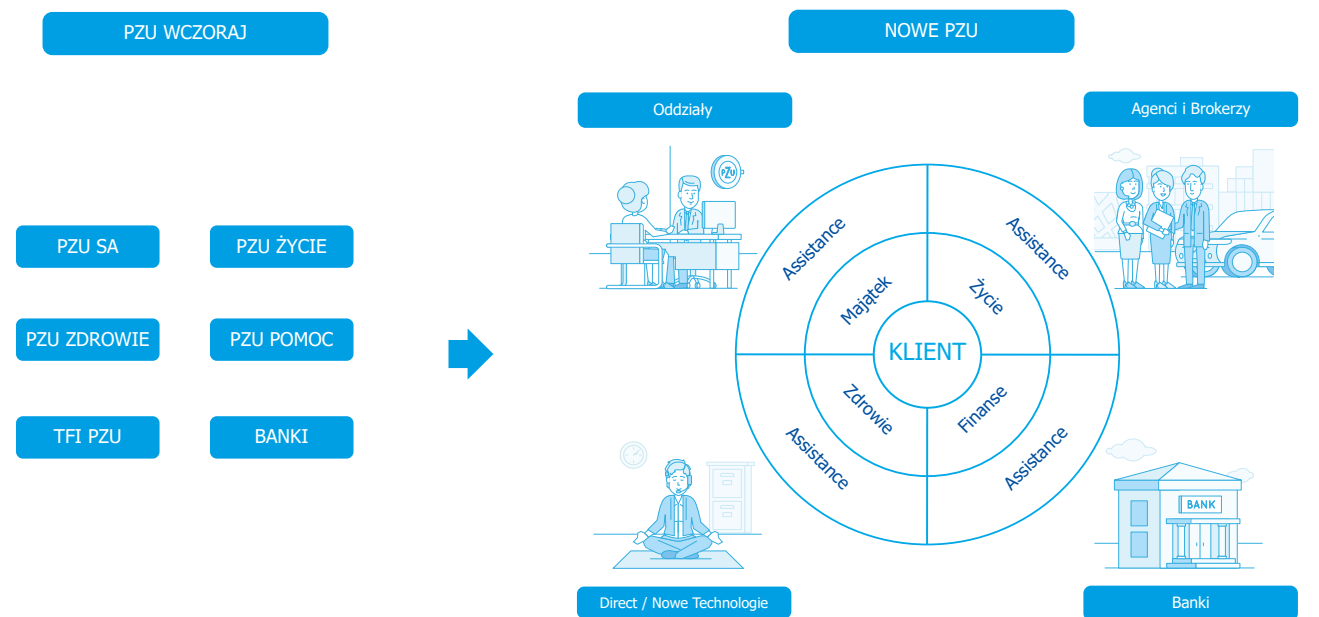 PZU WCZORAJ
NOWE PZU
Oddziały
Agenci i Brokerzy
PZU
PZU SA
PZU ŻYCIE
PZU ZDROWIE
PZU POMOC
TFI PZU
BANKI
Assistance
Assistance
Majątek
Życie
KLIENT
Zdrowie
Finanse
Assistance
Assistance
BANK
Direct / Nowe Technologie
Banki